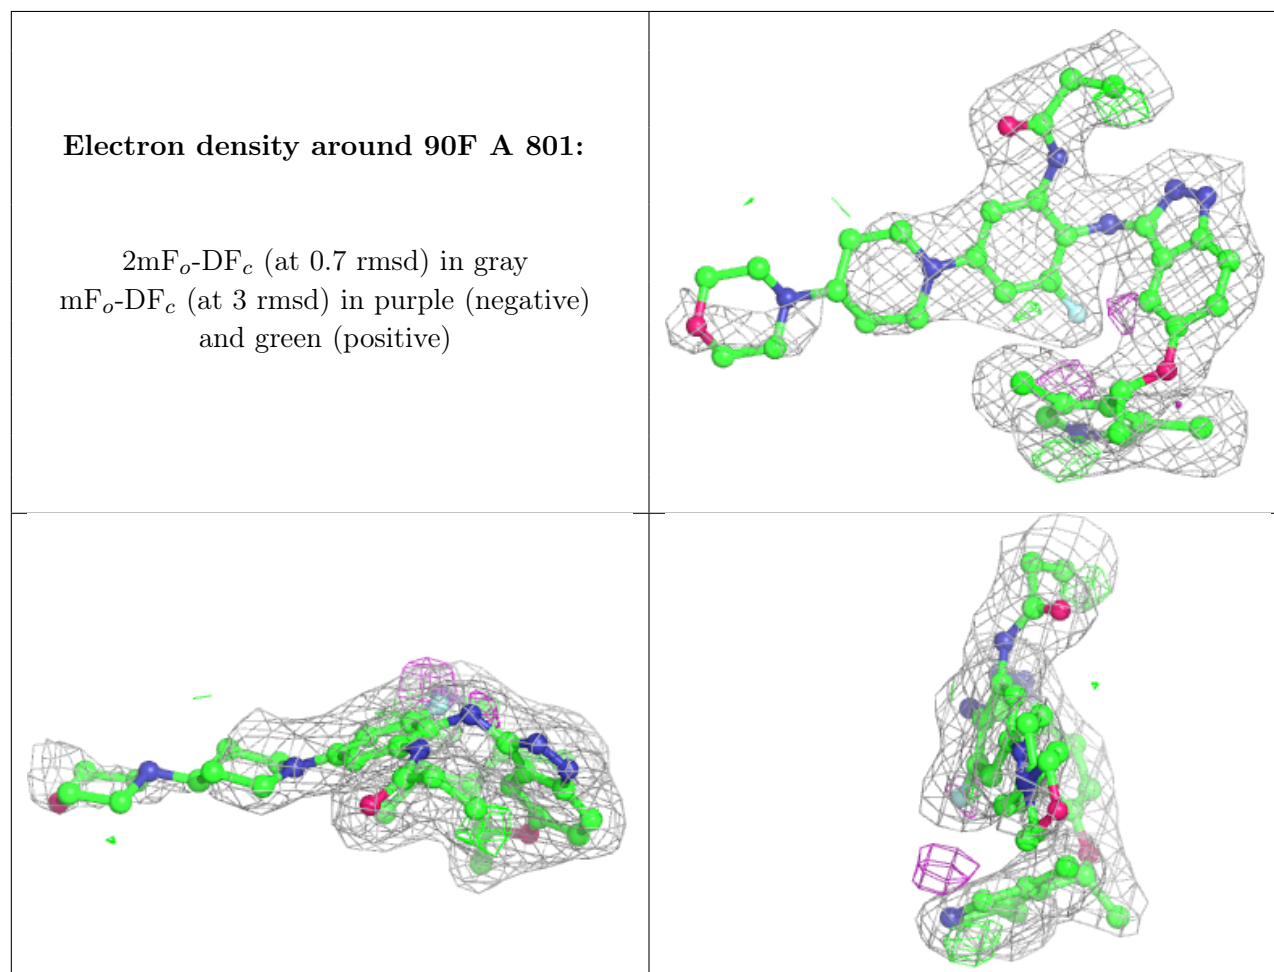 Electron density around 90F A 801:
2mFₒ-DF𝒸 (at 0.7 rmsd) in gray
mFₒ-DF𝒸 (at 3 rmsd) in purple (negative)
and green (positive)